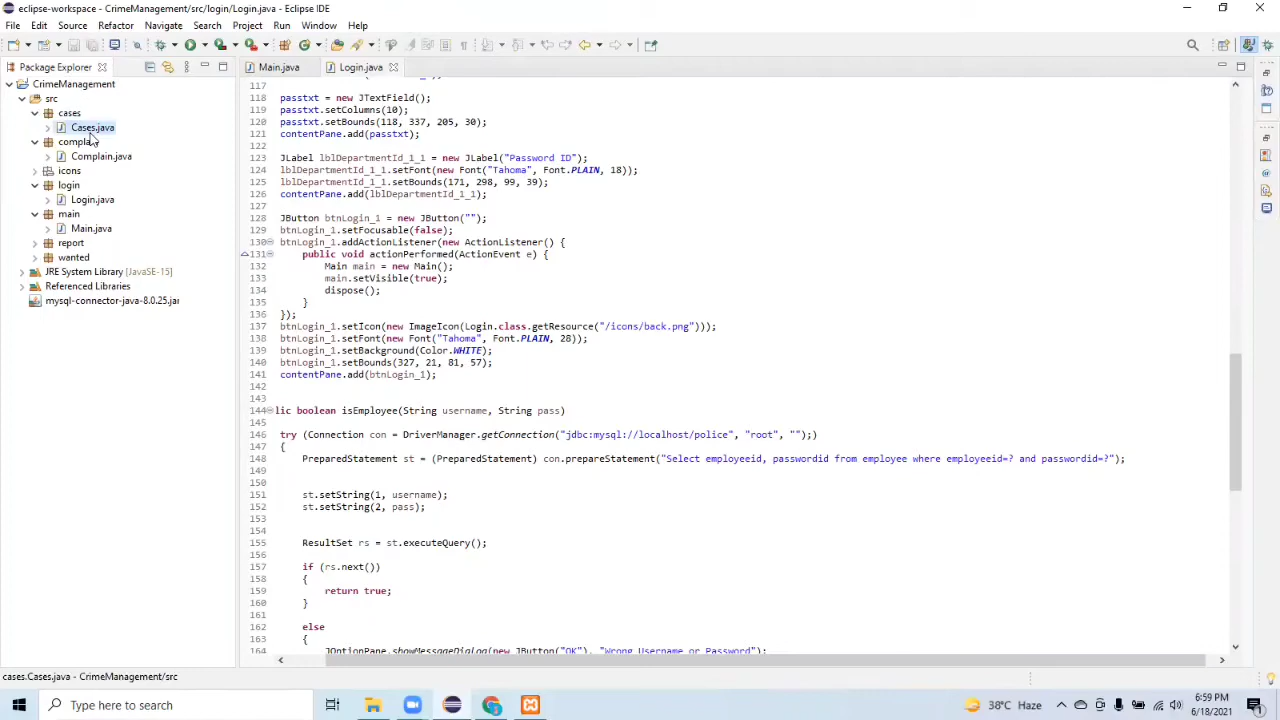 eclipse-workspace - CrimeManagement/src/login/Login.java - Eclipse IDE
File Edit Source Refactor Navigate Search Project Run Window Help
Package Explorer
Main.java
Login.java
CrimeManagement
src
cases
Cases.java
Complain.java
icons
login
Login.java
main
Main.java
report
wanted
JRE System Library [JavaSE-15]
Referenced Libraries
mysql-connector-java-8.0.25.jar
117
118 passtxt = new JTextField();
119 passtxt.setColumns(10);
120 passtxt.setBounds(118, 337, 205, 30);
121 contentPane.add(passtxt);
122
123 JLabel lblDepartmentId_1_1 = new JLabel("Password ID");
124 lblDepartmentId_1_1.setFont(new Font("Tahoma", Font.PLAIN, 18));
125 lblDepartmentId_1_1.setBounds(171, 298, 99, 39);
126 contentPane.add(lblDepartmentId_1_1);
127
128 JButton btnLogin_1 = new JButton("");
129 btnLogin_1.setFocusable(false);
130 btnLogin_1.addActionListener(new ActionListener() {
131 public void actionPerformed(ActionEvent e) {
132 Main main = new Main();
133 main.setVisible(true);
134 dispose();
135 }
136 });
137 btnLogin_1.setIcon(new ImageIcon(Login.class.getResource("/icons/back.png")));
138 btnLogin_1.setFont(new Font("Tahoma", Font.PLAIN, 28));
139 btnLogin_1.setBackground(Color.WHITE);
140 btnLogin_1.setBounds(327, 21, 81, 57);
141 contentPane.add(btnLogin_1);
142
143
144 lic boolean isEmployee(String username, String pass)
145
146 try (Connection con = DriverManager.getConnection("jdbc:mysql://localhost/police", "root", "");)
147 {
148 PreparedStatement st = (PreparedStatement) con.prepareStatement("Select employeeid, passwordid from employee where employeeid=? and passwordid=?");
149
150
151 st.setString(1, username);
152 st.setString(2, pass);
153
154
155 ResultSet rs = st.executeQuery();
156
157 if (rs.next())
158 {
159 return true;
160 }
161
162 else
163 {
164 JOptionPane.showMessageDialog(new JButton("OK"), "Wrong Username or Password");
cases.Cases.java - CrimeManagement/src
Type here to search
38°C Haze
6:59 PM
6/18/2021
1